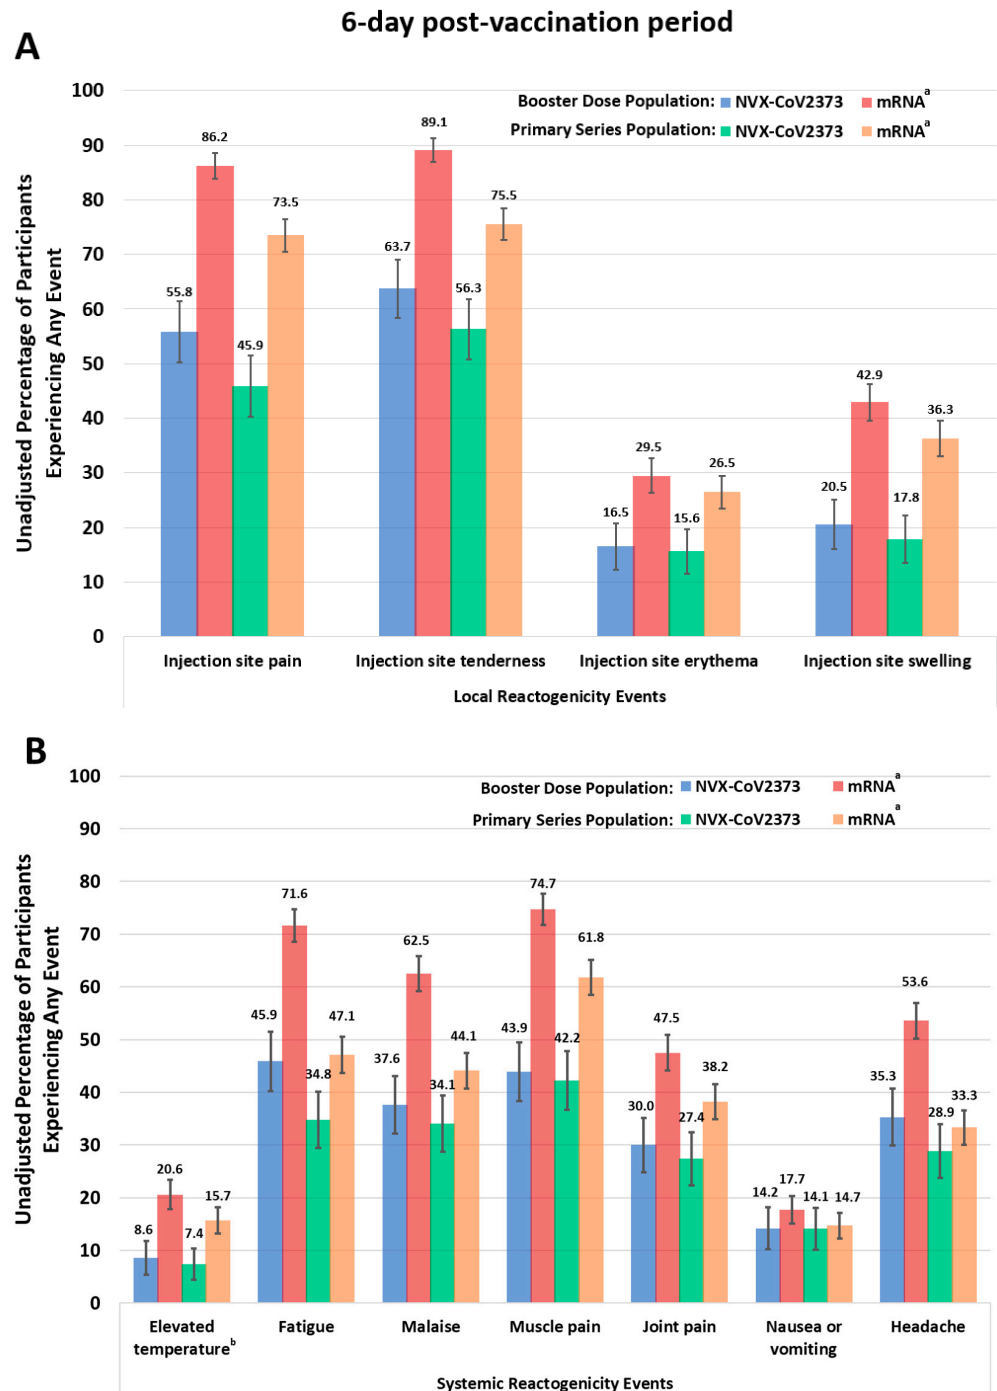 6-day post-vaccination period
A
Unadjusted Percentage of Participants
Experiencing Any Event
Booster Dose Population: NVX-CoV2373 mRNAa
Primary Series Population: NVX-CoV2373 mRNAa
100
90
80
70
60
50
40
30
20
10
0
55.8 86.2 45.9 73.5
63.7 89.1 56.3 75.5
16.5 29.5 15.6 26.5
20.5 42.9 17.8 36.3
Injection site pain Injection site tenderness Injection site erythema Injection site swelling
Local Reactogenicity Events
B
Unadjusted Percentage of Participants
Experiencing Any Event
Booster Dose Population: NVX-CoV2373 mRNAa
Primary Series Population: NVX-CoV2373 mRNAa
100
90
80
70
60
50
40
30
20
10
0
8.6 20.6 7.4 15.7
45.9 71.6 34.8 47.1
37.6 62.5 34.1 44.1
43.9 74.7 42.2 61.8
30.0 47.5 27.4 38.2
14.2 17.7 14.1 14.7
35.3 53.6 28.9 33.3
Elevated
temperatureb
Fatigue
Malaise
Muscle pain
Joint pain
Nausea or
vomiting
Headache
Systemic Reactogenicity Events